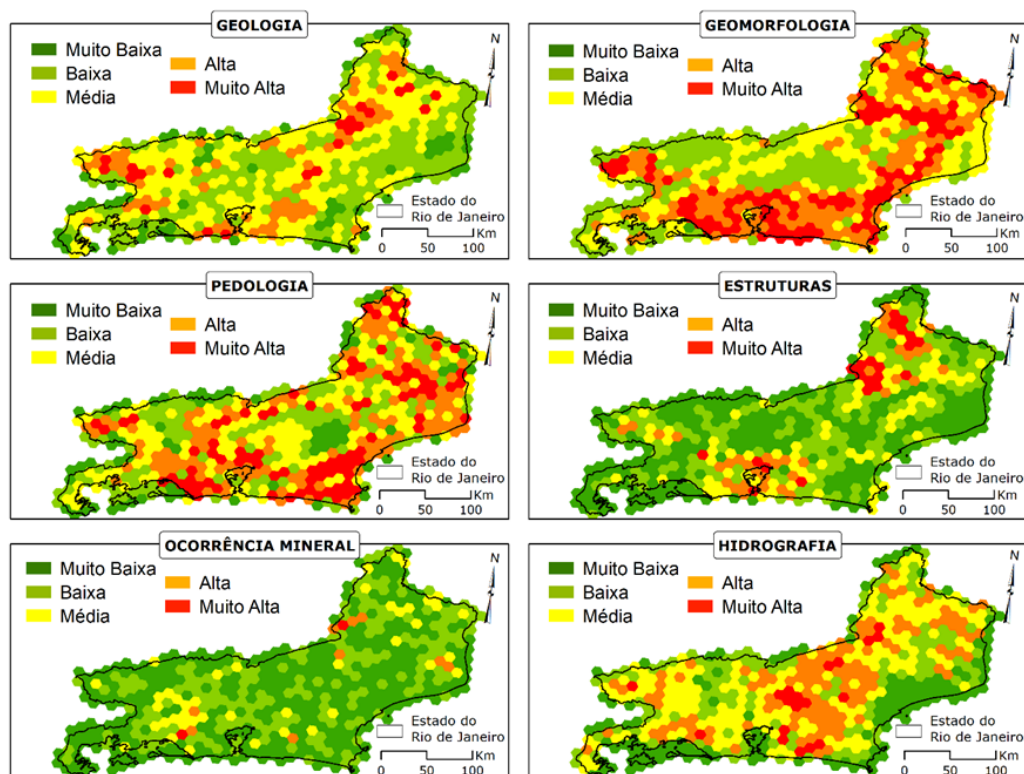 GEOLOGIA
Muito Baixa
Baixa
Média
Alta
Muito Alta
N
Estado do
Rio de Janeiro
Km
0 50 100
GEOMORFOLOGIA
Muito Baixa
Baixa
Média
Alta
Muito Alta
N
Estado do
Rio de Janeiro
Km
0 50 100
PEDOLOGIA
Muito Baixa
Baixa
Média
Alta
Muito Alta
N
Estado do
Rio de Janeiro
Km
0 50 100
ESTRUTURAS
Muito Baixa
Baixa
Média
Alta
Muito Alta
N
Estado do
Rio de Janeiro
Km
0 50 100
OCORRÊNCIA MINERAL
Muito Baixa
Baixa
Média
Alta
Muito Alta
N
Estado do
Rio de Janeiro
Km
0 50 100
HIDROGRAFIA
Muito Baixa
Baixa
Média
Alta
Muito Alta
N
Estado do
Rio de Janeiro
Km
0 50 100